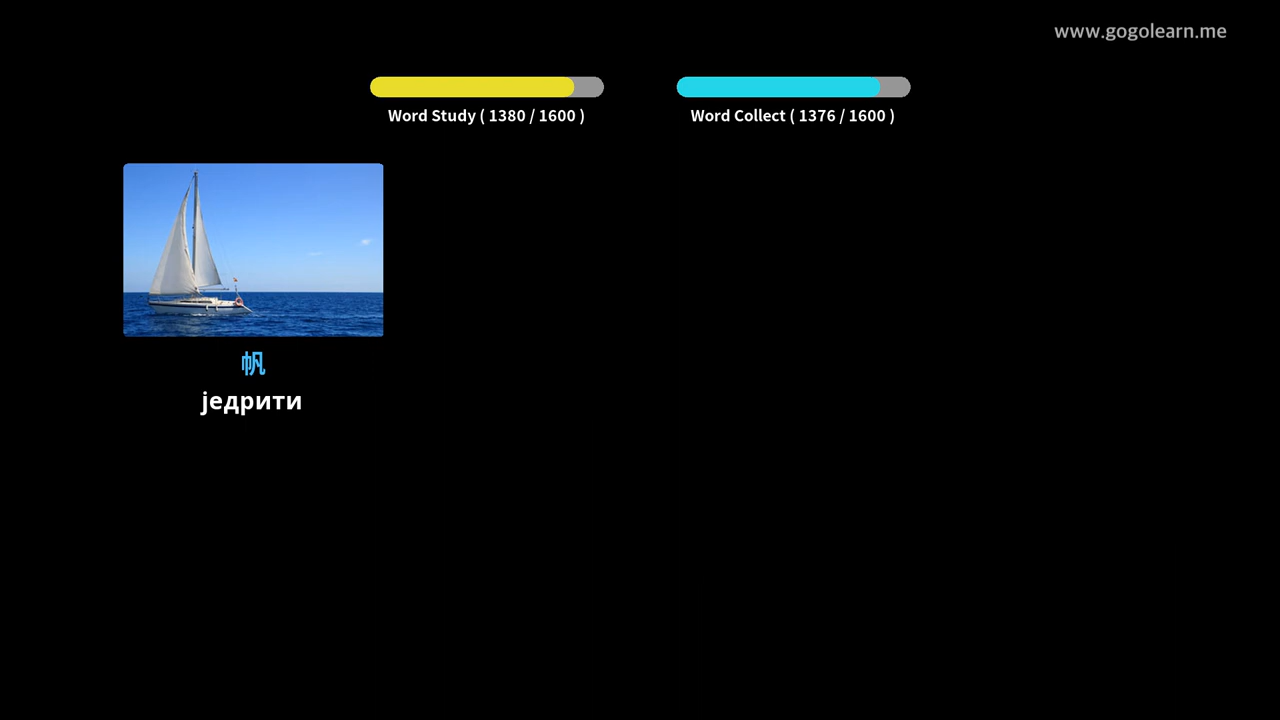 www.gogolearn.me
Word Study ( 1380 / 1600 )
Word Collect ( 1376 / 1600 )
帆
једрити